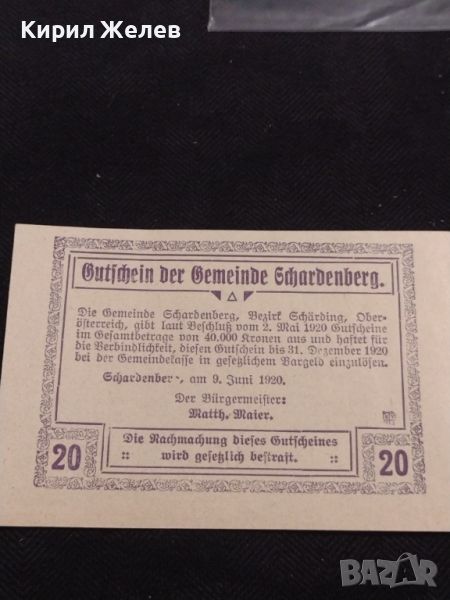 Кирил Желев
Gutschein der Gemeinde Schardenberg.
Die Gemeinde Schardenberg, Bezirk Schärding, Ober-
österreich, gibt laut Beschluß vom 2. Mai 1920 Gutscheine
im Gesamtbetrage von 40.000 Kronen aus und haftet für
die Verbindlichkeit, diesen Gutschein bis 31. Dezember 1920
bei der Gemeindekasse in gesetzlichem Bargeld einzulösen.
Schardenber, am 9. Juni 1920.
Der Bürgermeister:
Matth. Maier.
20 :: Die Nachmachung dieses Gutscheines :: 20
wird gesetzlich bestraft.
BAZAR